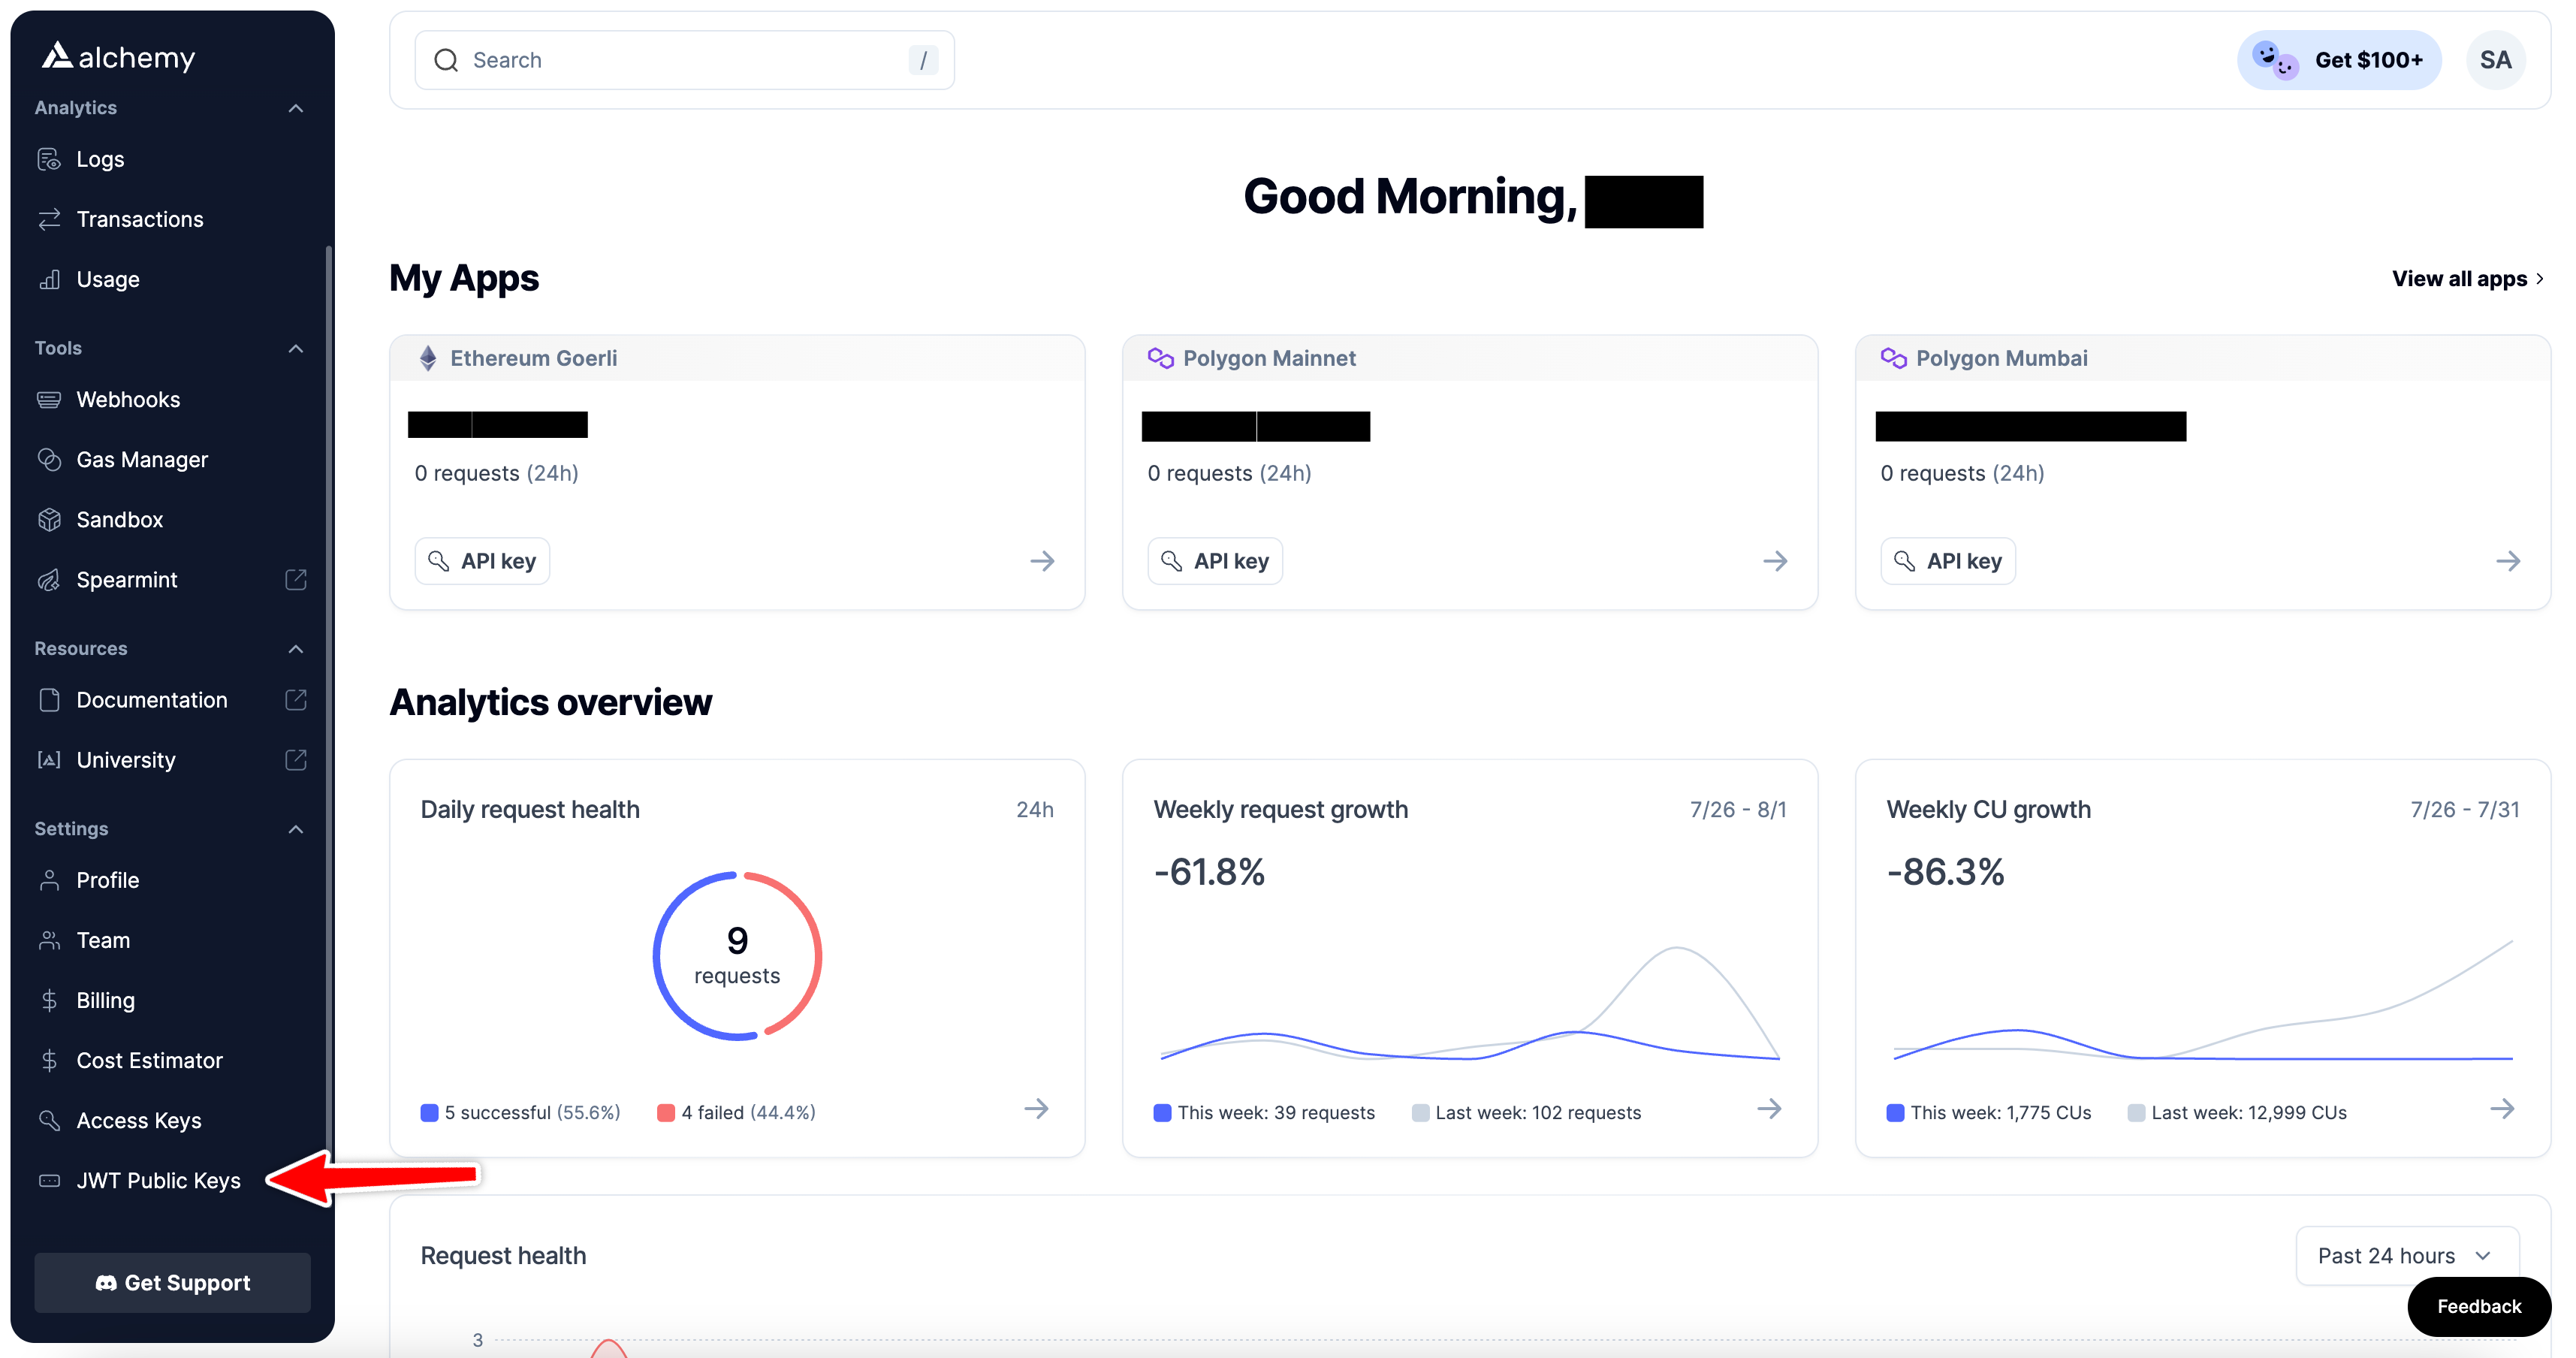 alchemy
Analytics
Logs
Transactions
Usage
Tools
Webhooks
Gas Manager
Sandbox
Spearmint
Resources
Documentation
University
Settings
Profile
Team
Billing
Cost Estimator
Access Keys
JWT Public Keys
Get Support
Search /
Get $100+
SA
Good Morning,
My Apps
View all apps
Ethereum Goerli
0 requests (24h)
API key
Polygon Mainnet
0 requests (24h)
API key
Polygon Mumbai
0 requests (24h)
API key
Analytics overview
Daily request health 24h
9
requests
5 successful (55.6%) 4 failed (44.4%)
Weekly request growth 7/26 - 8/1
-61.8%
This week: 39 requests Last week: 102 requests
Weekly CU growth 7/26 - 7/31
-86.3%
This week: 1,775 CUs Last week: 12,999 CUs
Request health
Past 24 hours
Feedback
3